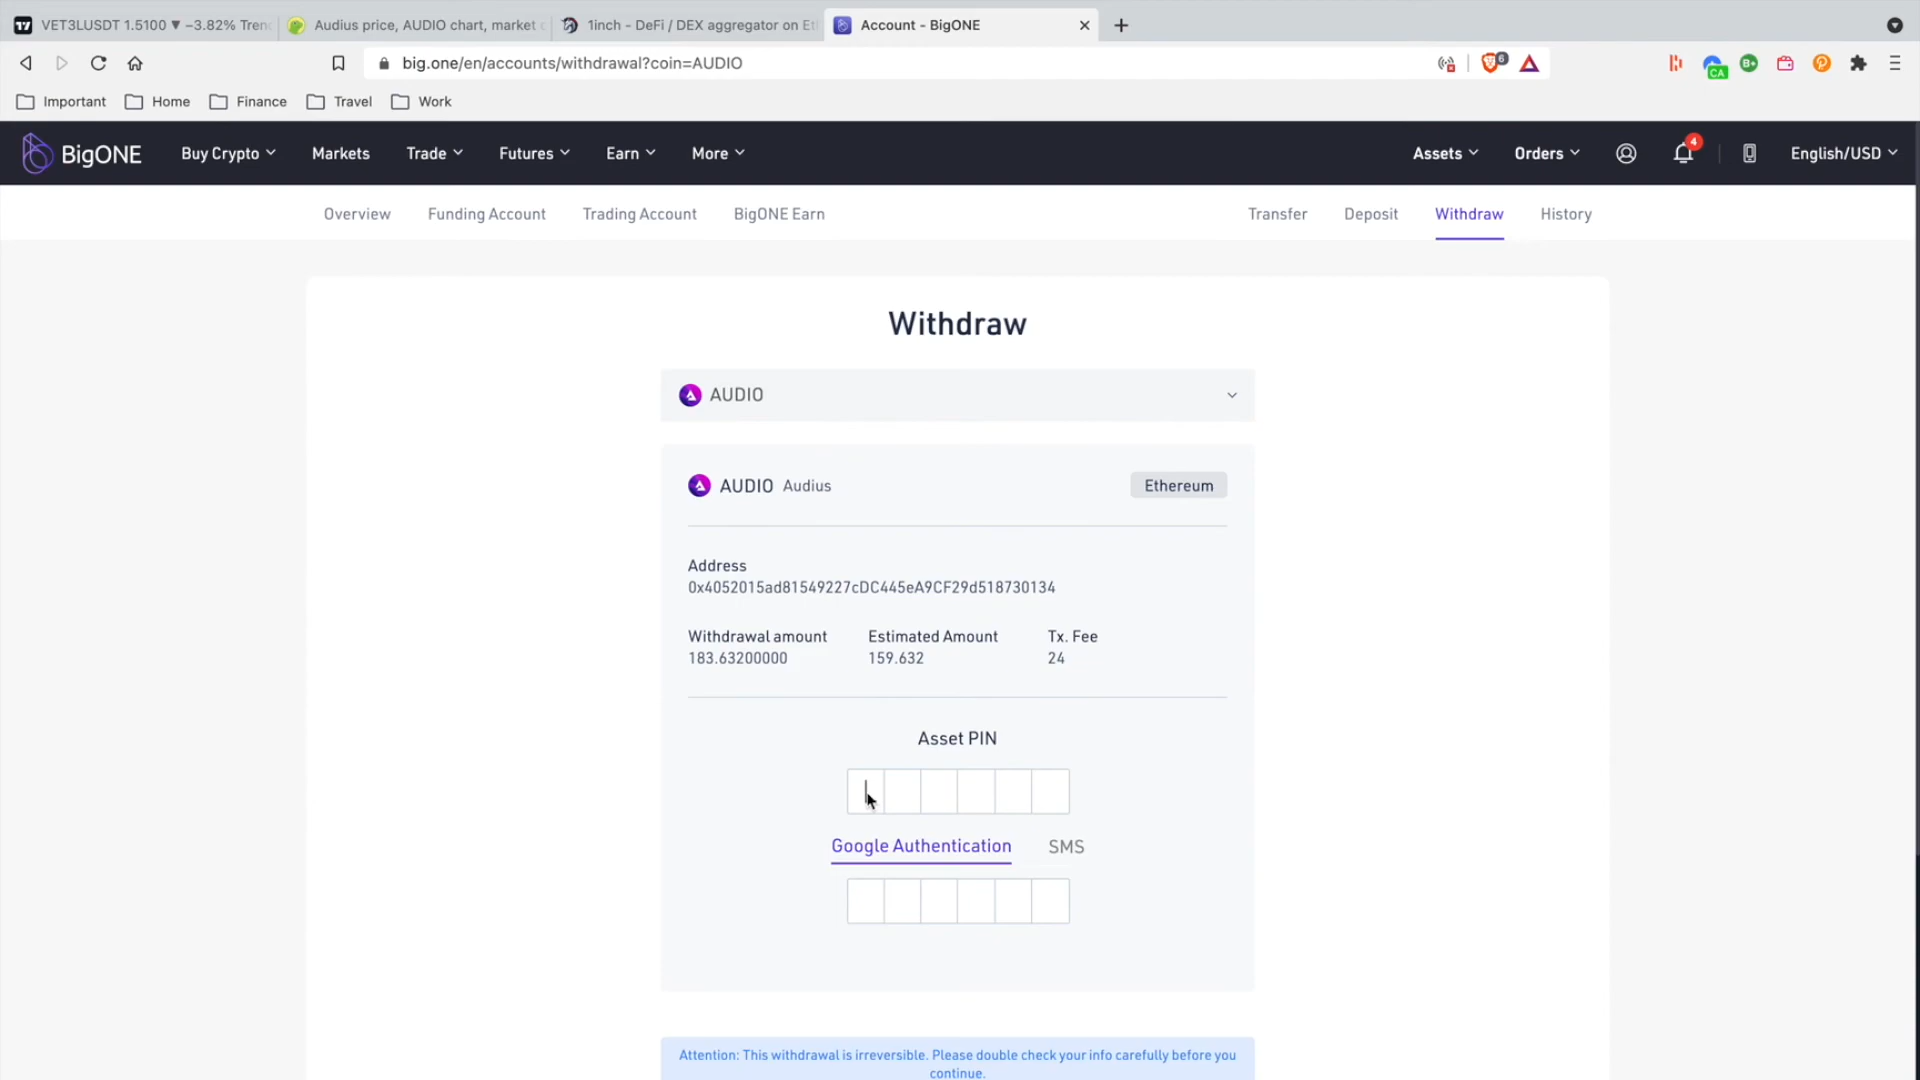 VET3LUSDT 1.5100 ▼ −3.82% Tren
Audius price, AUDIO chart, market c
1inch - DeFi / DEX aggregator on Et
Account - BigONE
big.one/en/accounts/withdrawal?coin=AUDIO
6
CA
B+
Important
Home
Finance
Travel
Work
BigONE
Buy Crypto
Markets
Trade
Futures
Earn
More
Assets
Orders
4
English/USD
Overview
Funding Account
Trading Account
BigONE Earn
Transfer
Deposit
Withdraw
History
Withdraw
AUDIO
AUDIO Audius
Ethereum
Address
0x4052015ad81549227cDC445eA9CF29d518730134
Withdrawal amount Estimated Amount Tx. Fee
183.63200000 159.632 24
Asset PIN
Google Authentication SMS
Attention: This withdrawal is irreversible. Please double check your info carefully before you
continue.